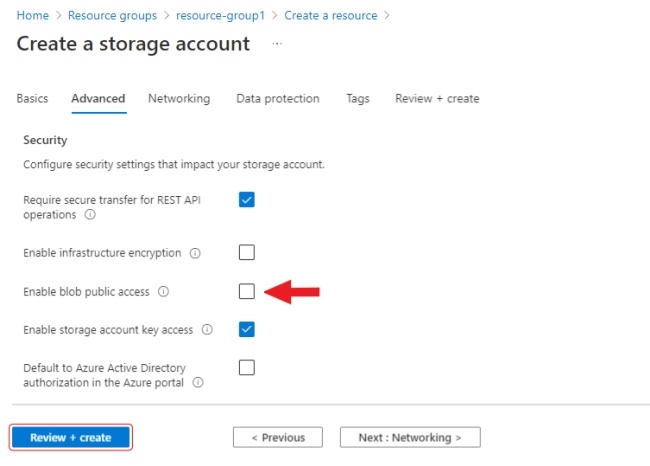 Home > Resource groups > resource-group1 > Create a resource >
Create a storage account ...
Basics Advanced Networking Data protection Tags Review + create
Security
Configure security settings that impact your storage account.
Require secure transfer for REST API
operations
Enable infrastructure encryption
Enable blob public access
Enable storage account key access
Default to Azure Active Directory
authorization in the Azure portal
Review + create < Previous Next : Networking >